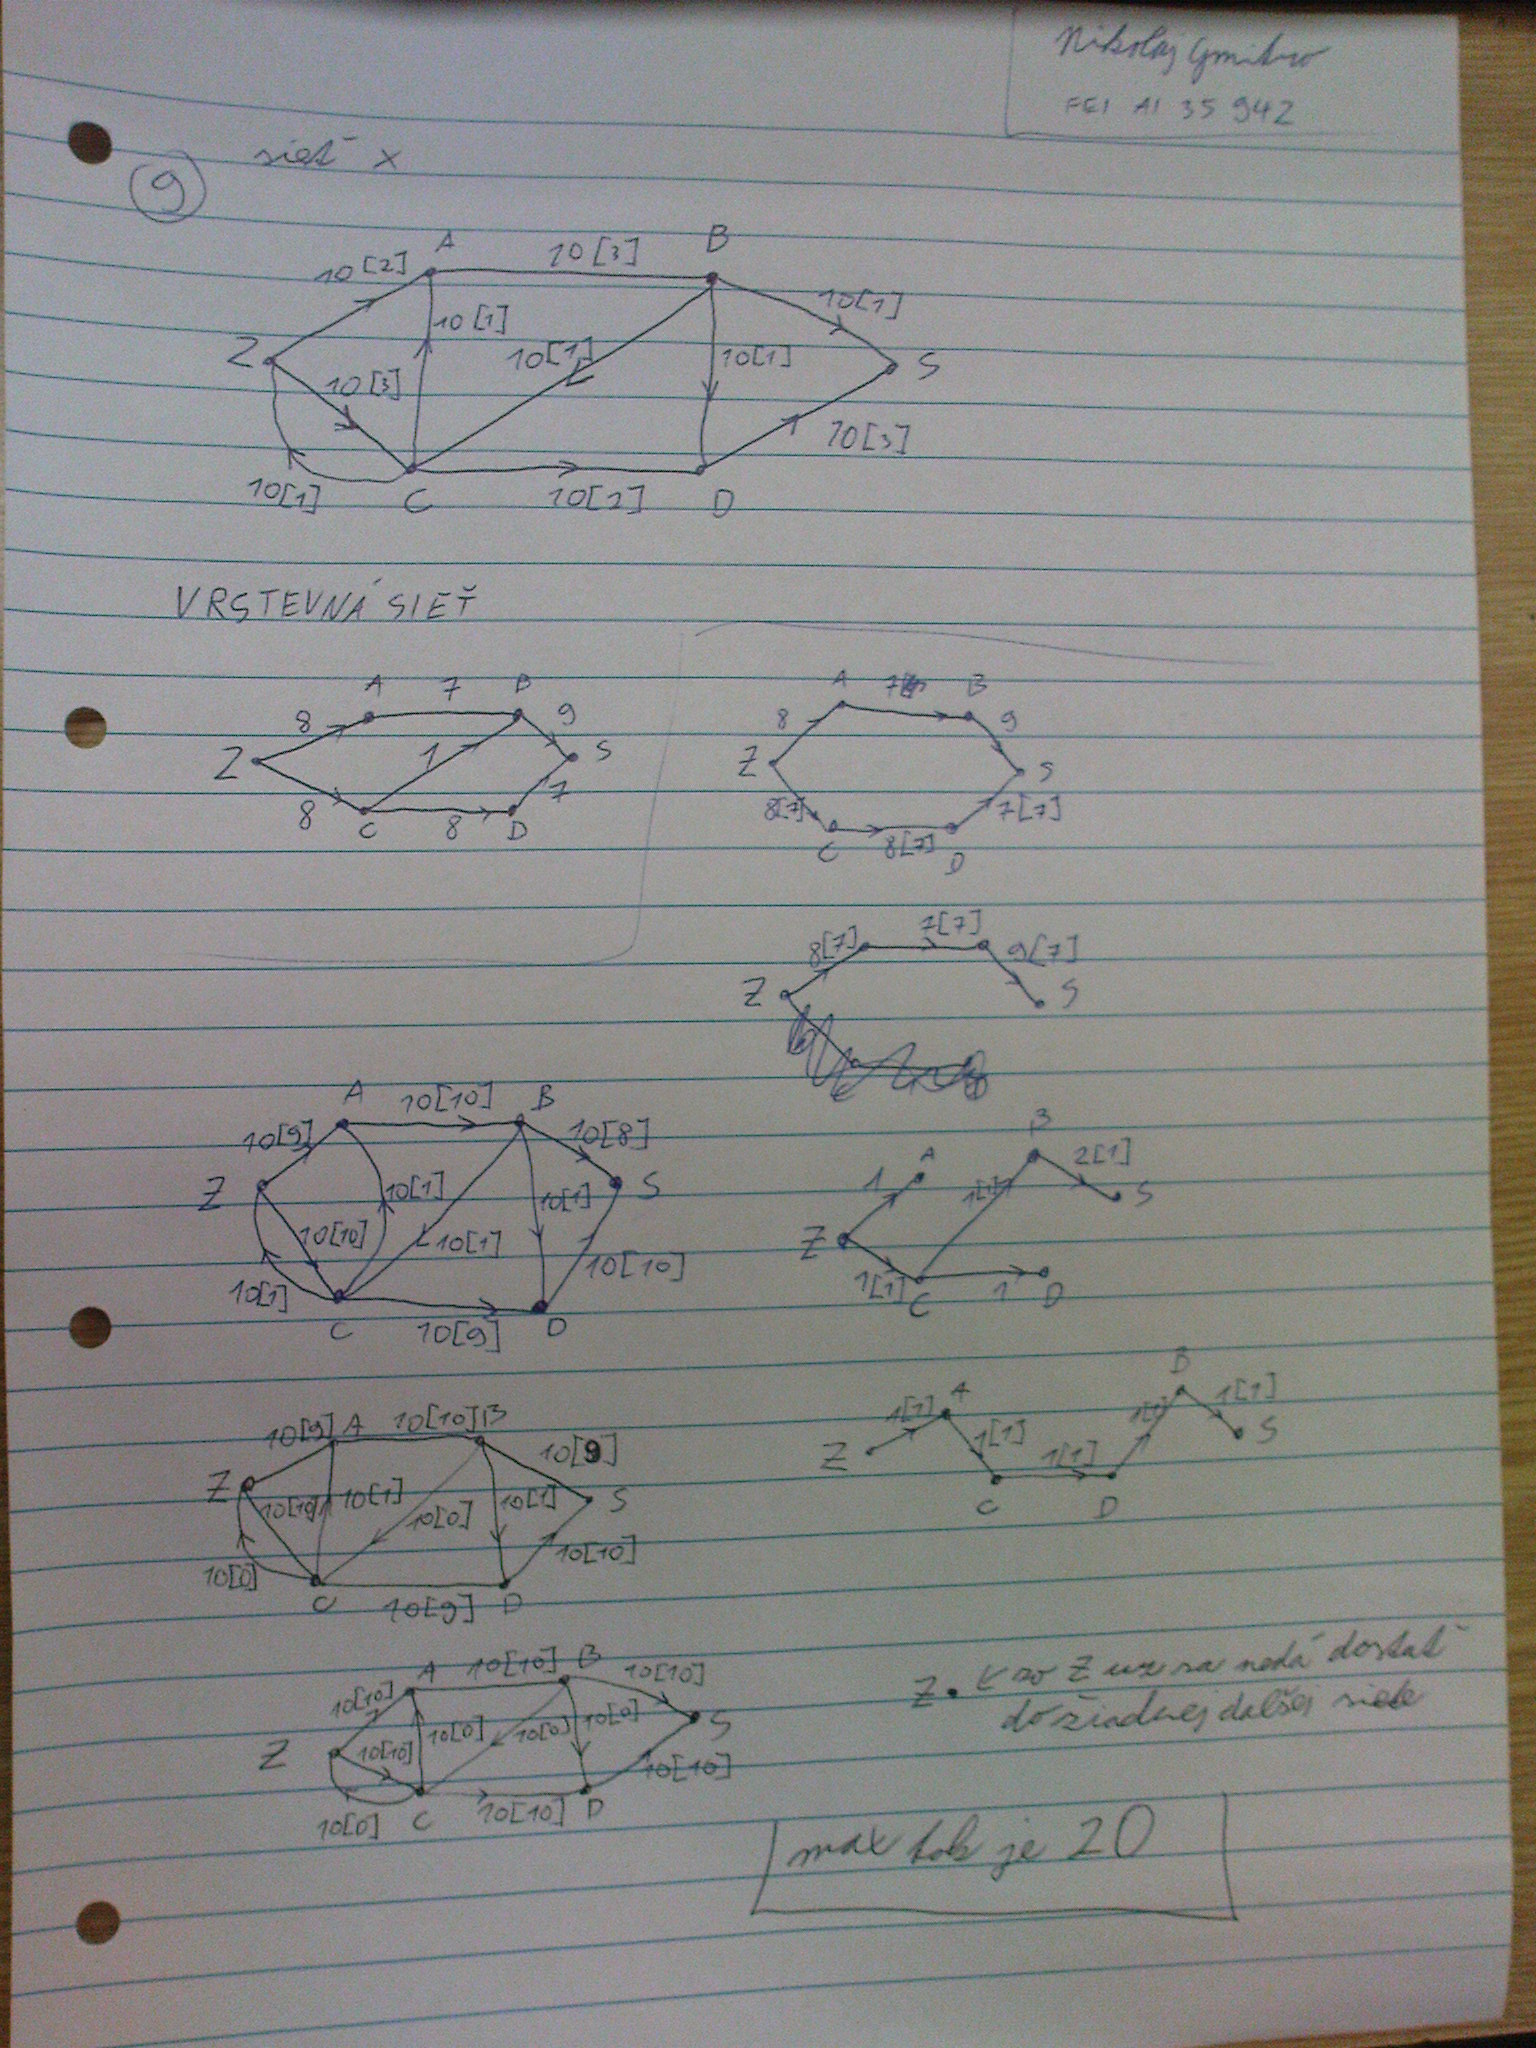 Nikolaj Gmitro
FEI AI 35 942
9 sieť X
A B
10[2] 10[3] 10[1]
10[1] 10[1] 10[1]
Z 10[3] S
10[3]
10[1] C 10[2] D
VRSTEVNÁ SIEŤ
A 7 B
8 9
Z 1 S
8 C 8 D 7
A 7 B
8 9
Z S
8[7] C 8[7] D 7[7]
8[7] 7[7] 9[7]
Z S
A 10[10] B
10[9] 10[8]
Z 10[1] 10[1] S
10[10] 10[1] 10[10]
10[1] C 10[9] D
B
A 1[1] 2[1] S
1
Z
1[1] C 1 D
10[9] A 10[10] B 10[9]
Z 10[10] 10[1] 10[0] 10[1] S
10[0] 10[10]
C 10[9] D
B
1[1] A 1[1] 1[1]
Z 1[1] 1[1] S
C D
A 10[10] B 10[10]
10[10] 10[0] 10[0] 10[0] S
Z 10[10] 10[10]
10[0] C 10[10] D
Z . zo Z uz sa nedá dostať
do žiadnej dalšej siete
max tok je 20